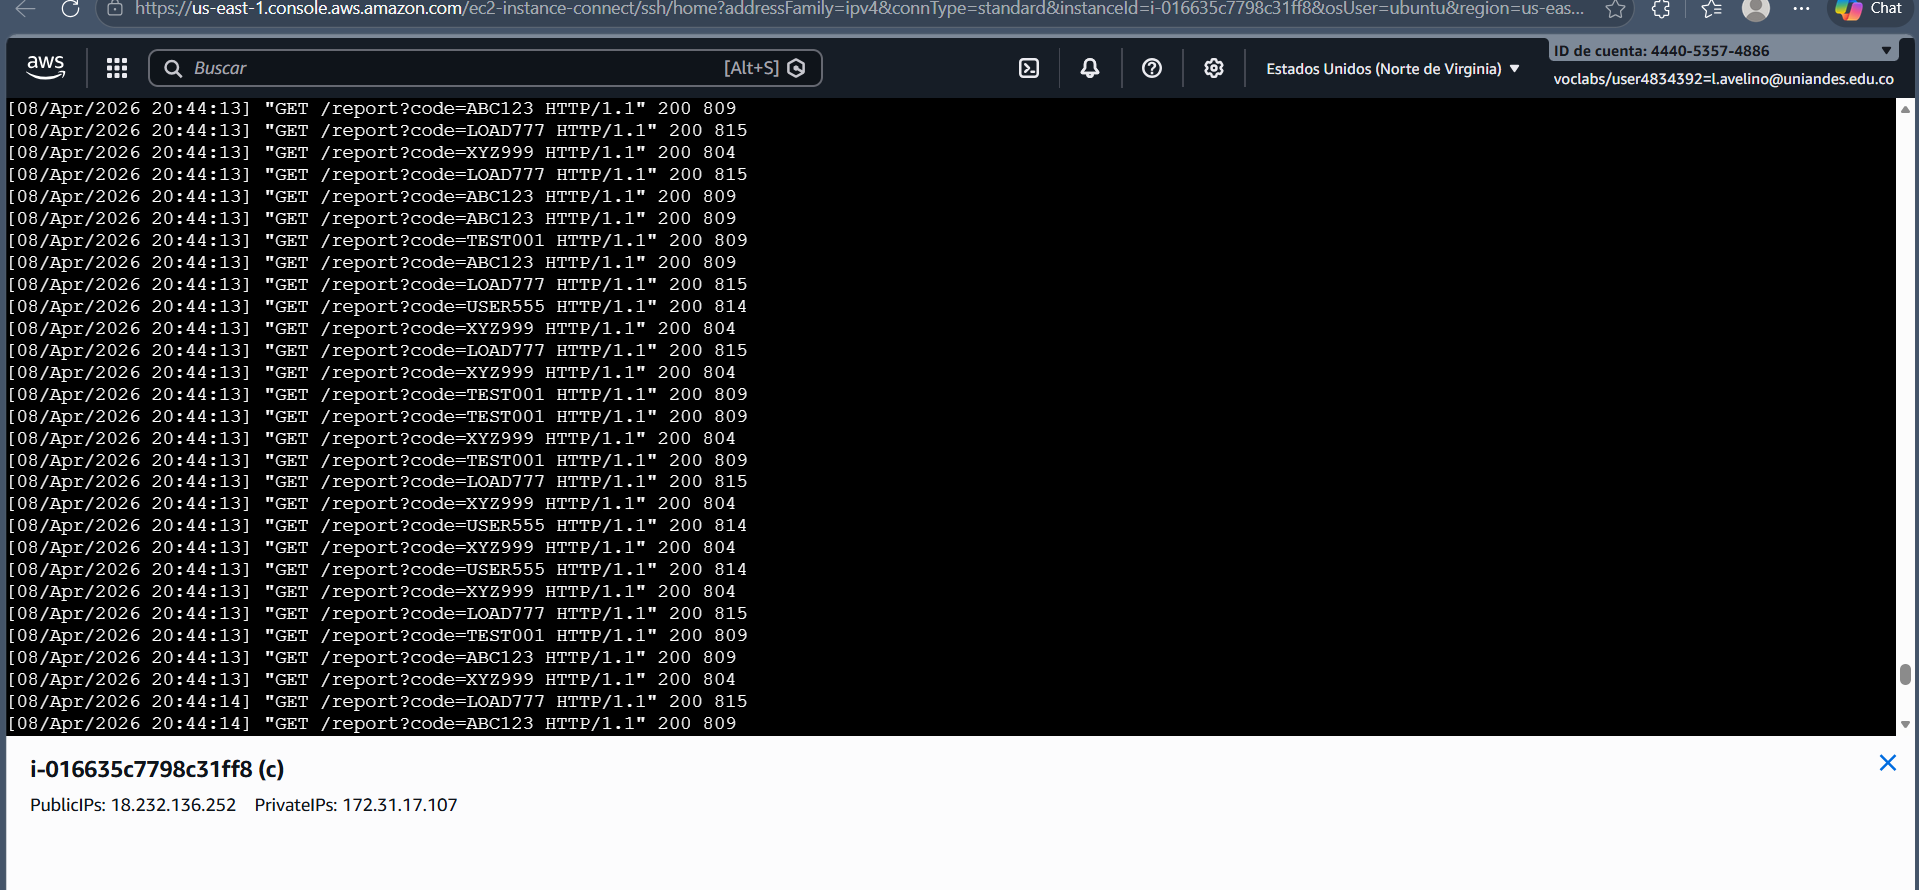 https://us-east-1.console.aws.amazon.com/ec2-instance-connect/ssh/home?addressFamily=ipv4&connType=standard&instanceId=i-016635c7798c31ff8&osUser=ubuntu&region=us-eas...
Chat
aws
Buscar
[Alt+S]
Estados Unidos (Norte de Virginia)
ID de cuenta: 4440-5357-4886
voclabs/user4834392=l.avelino@uniandes.edu.co
[08/Apr/2026 20:44:13] "GET /report?code=ABC123 HTTP/1.1" 200 809
[08/Apr/2026 20:44:13] "GET /report?code=LOAD777 HTTP/1.1" 200 815
[08/Apr/2026 20:44:13] "GET /report?code=XYZ999 HTTP/1.1" 200 804
[08/Apr/2026 20:44:13] "GET /report?code=LOAD777 HTTP/1.1" 200 815
[08/Apr/2026 20:44:13] "GET /report?code=ABC123 HTTP/1.1" 200 809
[08/Apr/2026 20:44:13] "GET /report?code=ABC123 HTTP/1.1" 200 809
[08/Apr/2026 20:44:13] "GET /report?code=TEST001 HTTP/1.1" 200 809
[08/Apr/2026 20:44:13] "GET /report?code=ABC123 HTTP/1.1" 200 809
[08/Apr/2026 20:44:13] "GET /report?code=LOAD777 HTTP/1.1" 200 815
[08/Apr/2026 20:44:13] "GET /report?code=USER555 HTTP/1.1" 200 814
[08/Apr/2026 20:44:13] "GET /report?code=XYZ999 HTTP/1.1" 200 804
[08/Apr/2026 20:44:13] "GET /report?code=LOAD777 HTTP/1.1" 200 815
[08/Apr/2026 20:44:13] "GET /report?code=XYZ999 HTTP/1.1" 200 804
[08/Apr/2026 20:44:13] "GET /report?code=TEST001 HTTP/1.1" 200 809
[08/Apr/2026 20:44:13] "GET /report?code=TEST001 HTTP/1.1" 200 809
[08/Apr/2026 20:44:13] "GET /report?code=XYZ999 HTTP/1.1" 200 804
[08/Apr/2026 20:44:13] "GET /report?code=TEST001 HTTP/1.1" 200 809
[08/Apr/2026 20:44:13] "GET /report?code=LOAD777 HTTP/1.1" 200 815
[08/Apr/2026 20:44:13] "GET /report?code=XYZ999 HTTP/1.1" 200 804
[08/Apr/2026 20:44:13] "GET /report?code=USER555 HTTP/1.1" 200 814
[08/Apr/2026 20:44:13] "GET /report?code=XYZ999 HTTP/1.1" 200 804
[08/Apr/2026 20:44:13] "GET /report?code=USER555 HTTP/1.1" 200 814
[08/Apr/2026 20:44:13] "GET /report?code=XYZ999 HTTP/1.1" 200 804
[08/Apr/2026 20:44:13] "GET /report?code=LOAD777 HTTP/1.1" 200 815
[08/Apr/2026 20:44:13] "GET /report?code=TEST001 HTTP/1.1" 200 809
[08/Apr/2026 20:44:13] "GET /report?code=ABC123 HTTP/1.1" 200 809
[08/Apr/2026 20:44:13] "GET /report?code=XYZ999 HTTP/1.1" 200 804
[08/Apr/2026 20:44:14] "GET /report?code=LOAD777 HTTP/1.1" 200 815
[08/Apr/2026 20:44:14] "GET /report?code=ABC123 HTTP/1.1" 200 809
i-016635c7798c31ff8 (c)
PublicIPs: 18.232.136.252 PrivateIPs: 172.31.17.107